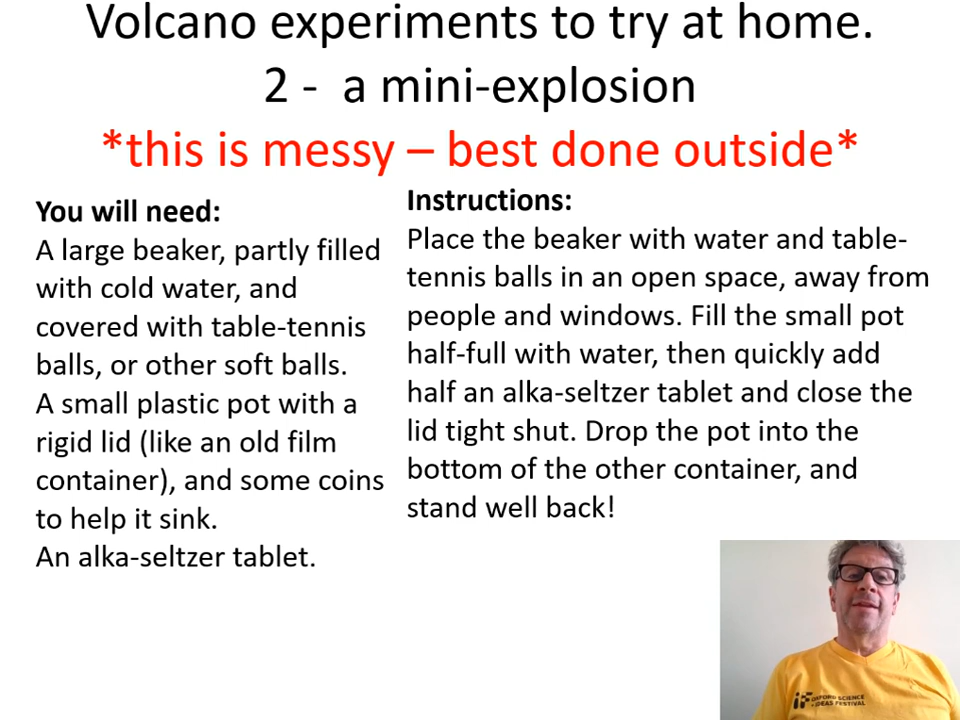 Volcano experiments to try at home.
2 - a mini-explosion
*this is messy – best done outside*
You will need:
A large beaker, partly filled
with cold water, and
covered with table-tennis
balls, or other soft balls.
A small plastic pot with a
rigid lid (like an old film
container), and some coins
to help it sink.
An alka-seltzer tablet.
Instructions:
Place the beaker with water and table-
tennis balls in an open space, away from
people and windows. Fill the small pot
half-full with water, then quickly add
half an alka-seltzer tablet and close the
lid tight shut. Drop the pot into the
bottom of the other container, and
stand well back!
iF OXFORD SCIENCE
+ IDEAS FESTIVAL